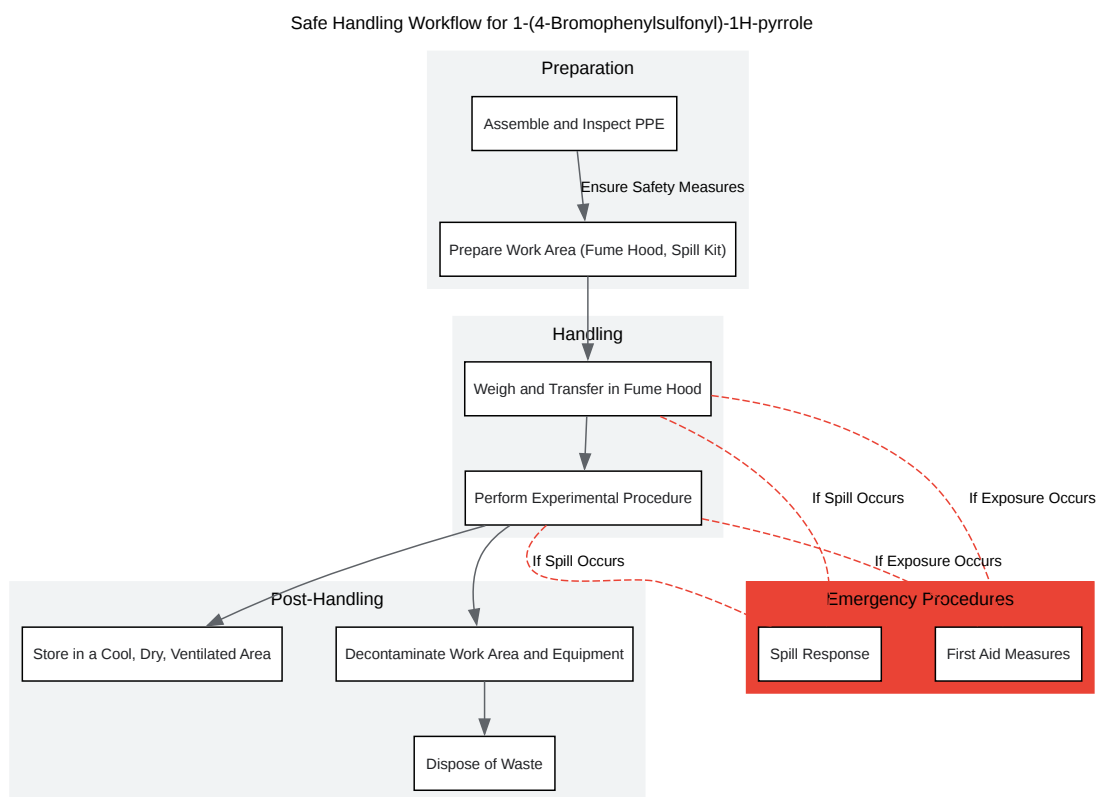 Safe Handling Workflow for 1-(4-Bromophenylsulfonyl)-1H-pyrrole
Preparation
Assemble and Inspect PPE
Ensure Safety Measures
Prepare Work Area (Fume Hood, Spill Kit)
Handling
Weigh and Transfer in Fume Hood
Perform Experimental Procedure
If Spill Occurs
If Exposure Occurs
If Spill Occurs
If Exposure Occurs
Post-Handling
Emergency Procedures
Store in a Cool, Dry, Ventilated Area
Decontaminate Work Area and Equipment
Spill Response
First Aid Measures
Dispose of Waste